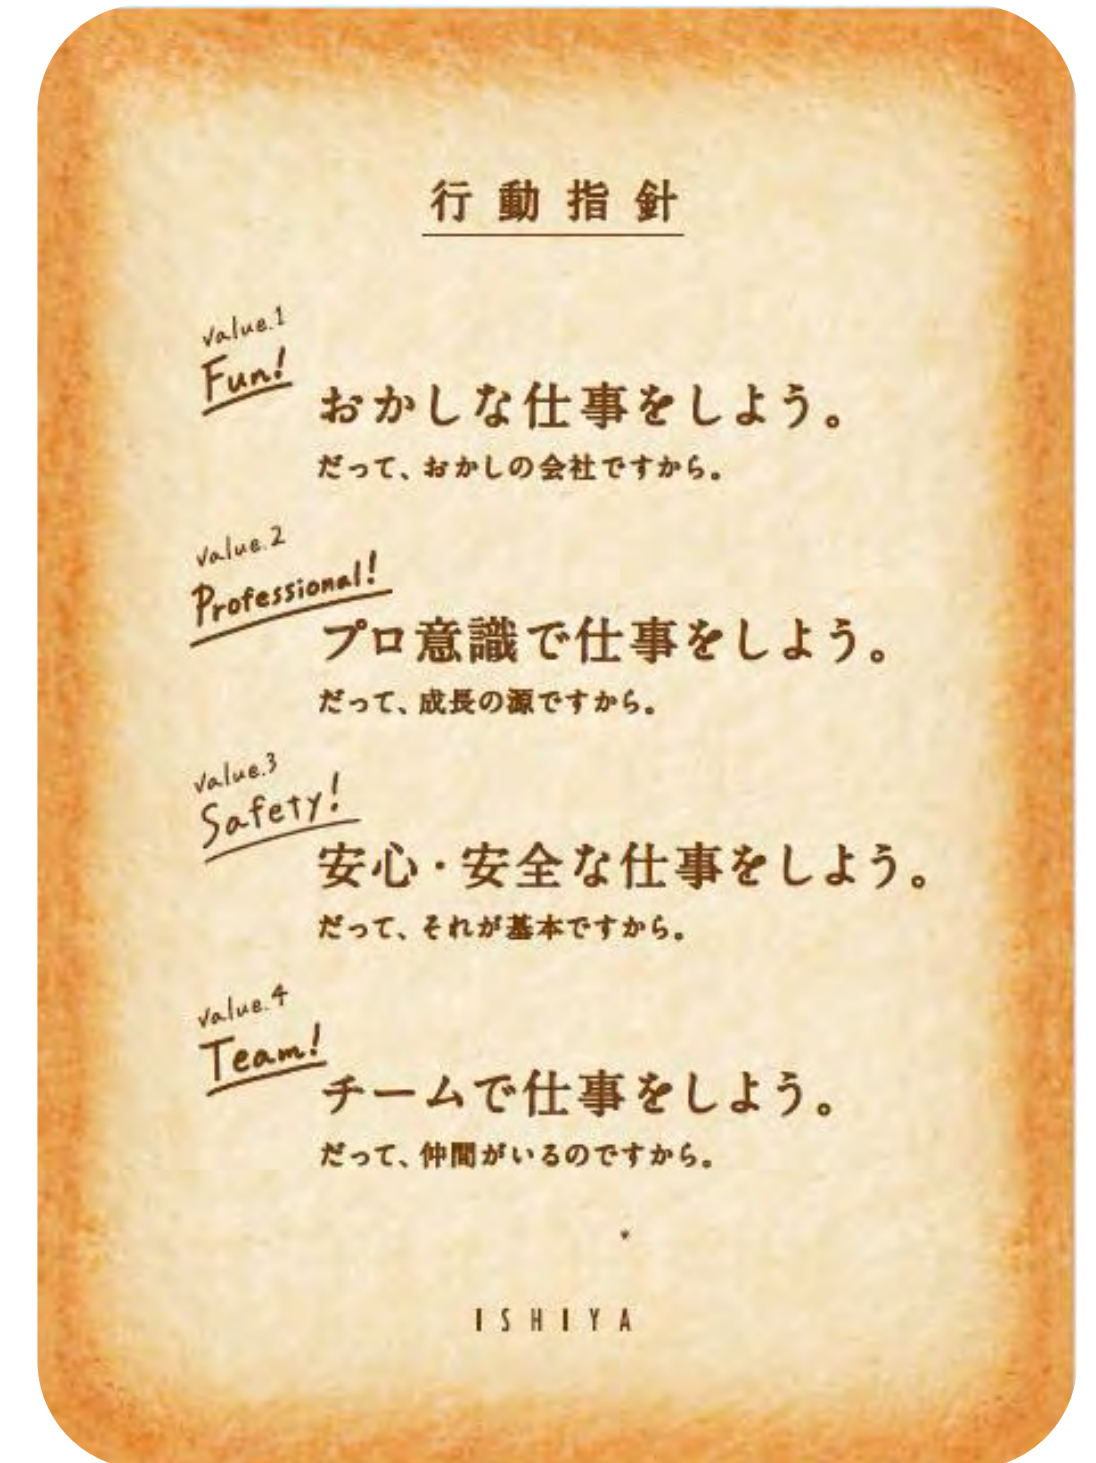 行動指針
value.1
Fun!
おかしな仕事をしよう。
だって、おかしの会社ですから。
value.2
Professional!
プロ意識で仕事をしよう。
だって、成長の源ですから。
value.3
Safety!
安心・安全な仕事をしよう。
だって、それが基本ですから。
value.4
Team!
チームで仕事をしよう。
だって、仲間がいるのですから。
ISHIYA